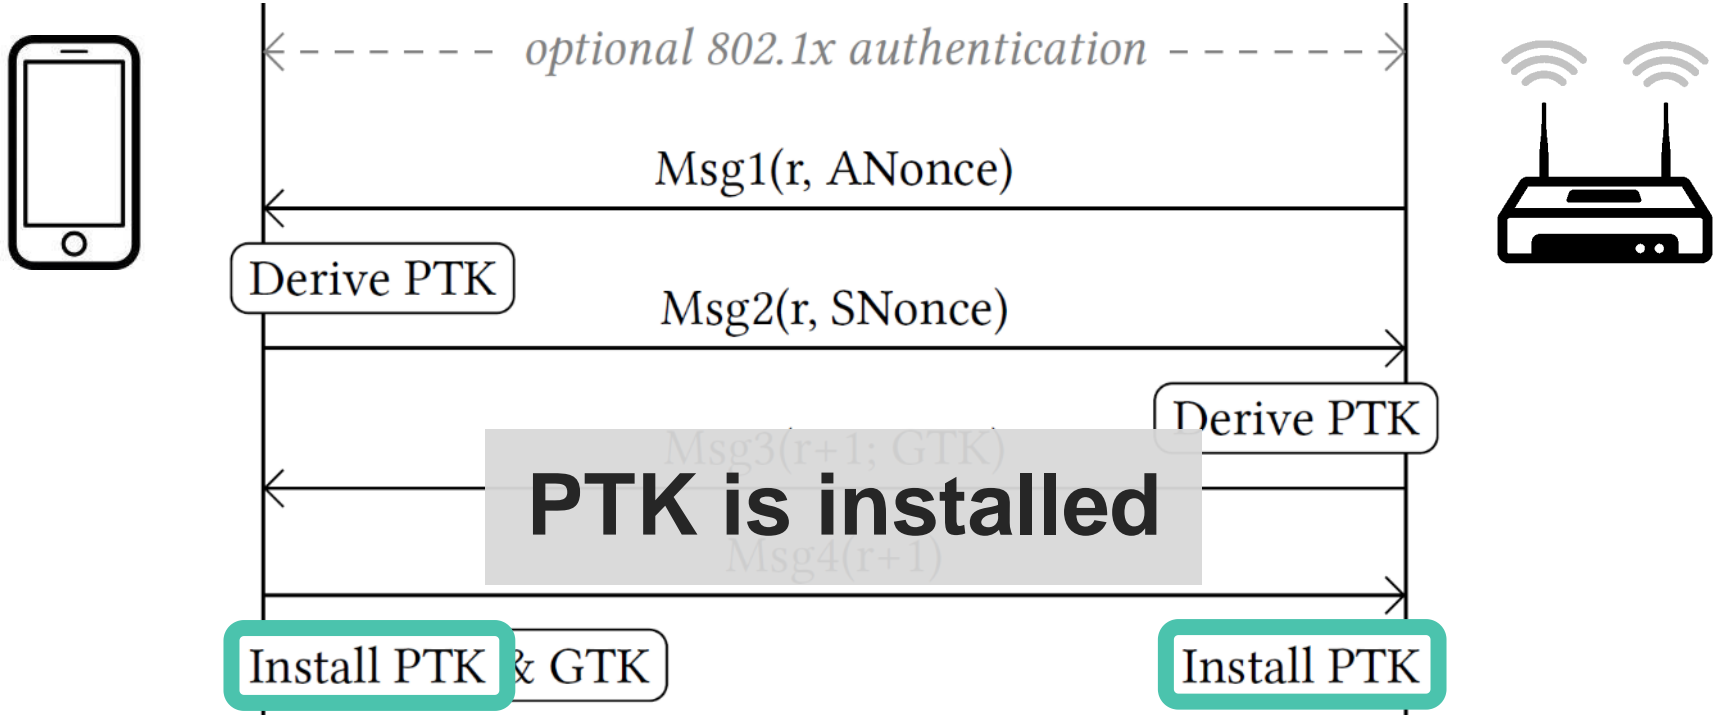 optional 802.1x authentication
Msg1(r, ANonce)
Derive PTK
Msg2(r, SNonce)
Derive PTK
Msg3(r+1; GTK)
PTK is installed
Msg4(r+1)
Install PTK & GTK
Install PTK